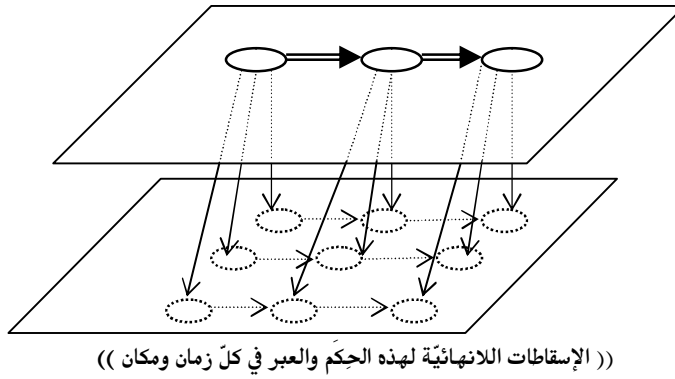 (( الإسقاطات اللانهائيّة لهذه الحِكَم والعبر في كلّ زمان ومكان ))